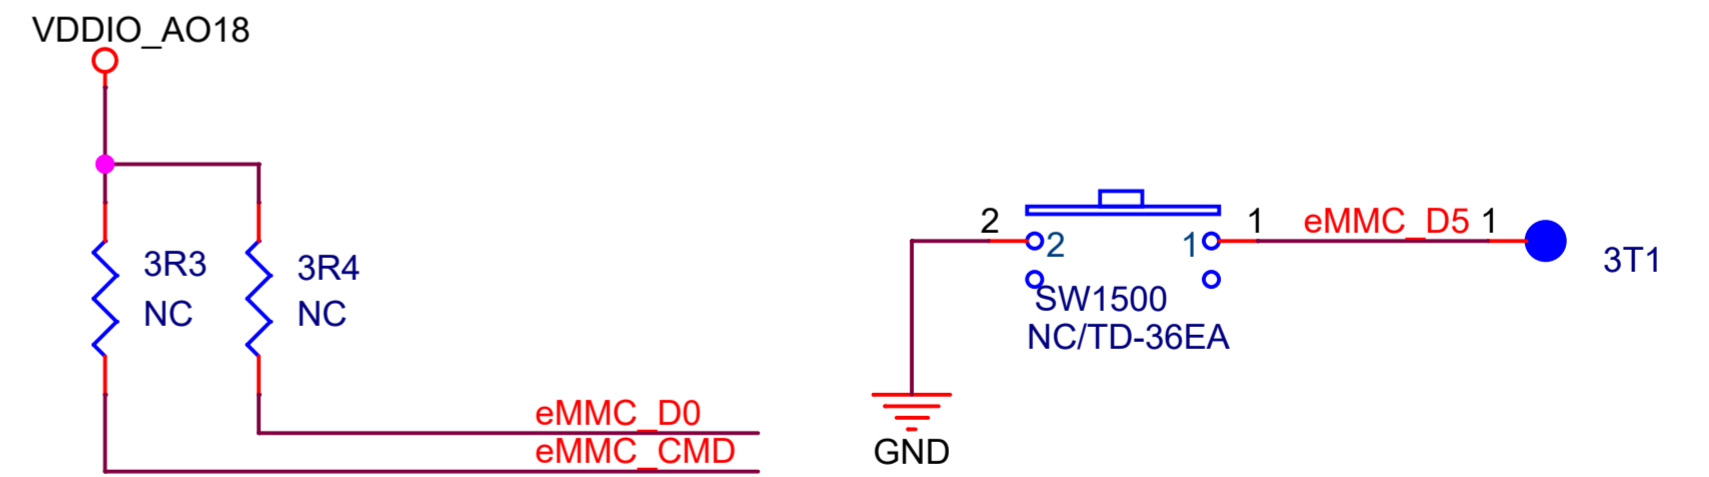 VDDIO_AO18
3R3
NC
3R4
NC
eMMC_D0
eMMC_CMD
2
2
1
1
eMMC_D5
1
3T1
SW1500
NC/TD-36EA
GND